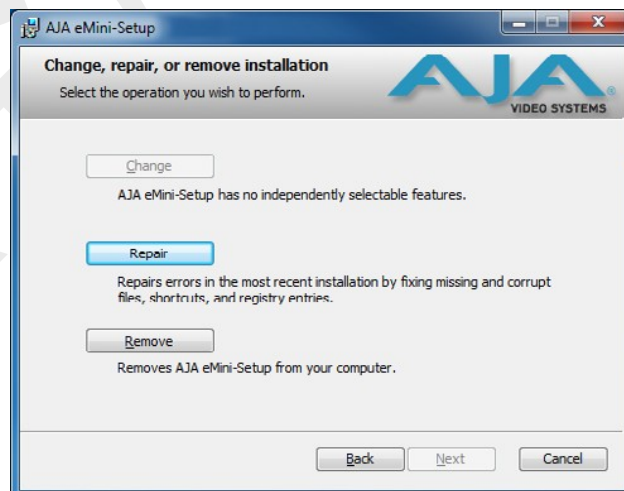 AJA eMini-Setup
Change, repair, or remove installation
Select the operation you wish to perform.
AJA®
VIDEO SYSTEMS
Change
AJA eMini-Setup has no independently selectable features.
Repair
Repairs errors in the most recent installation by fixing missing and corrupt
files, shortcuts, and registry entries.
Remove
Removes AJA eMini-Setup from your computer.
Back
Next
Cancel